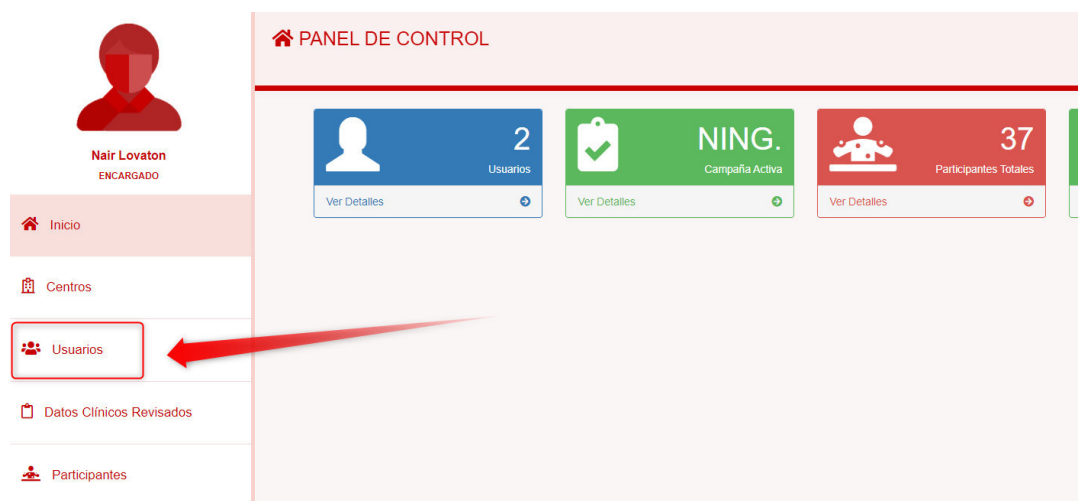 PANEL DE CONTROL
Nair Lovaton
ENCARGADO
Inicio
Centros
Usuarios
Datos Clínicos Revisados
Participantes
2
Usuarios
Ver Detalles
NING.
Campaña Activa
Ver Detalles
37
Participantes Totales
Ver Detalles